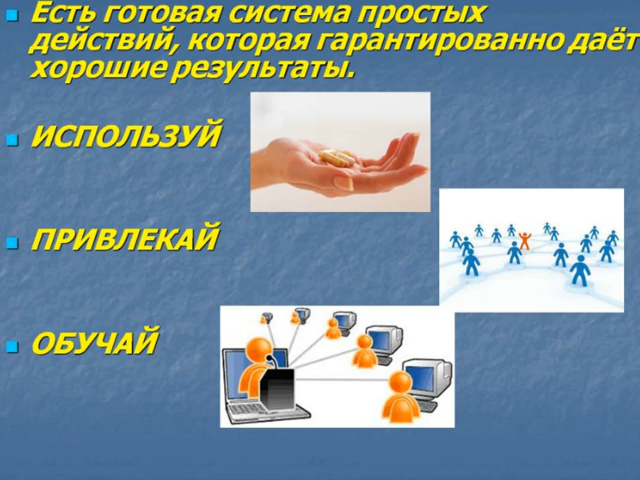 Есть готовая система простых
действий, которая гарантированно даёт
хорошие результаты.
ИСПОЛЬЗУЙ
ПРИВЛЕКАЙ
ОБУЧАЙ